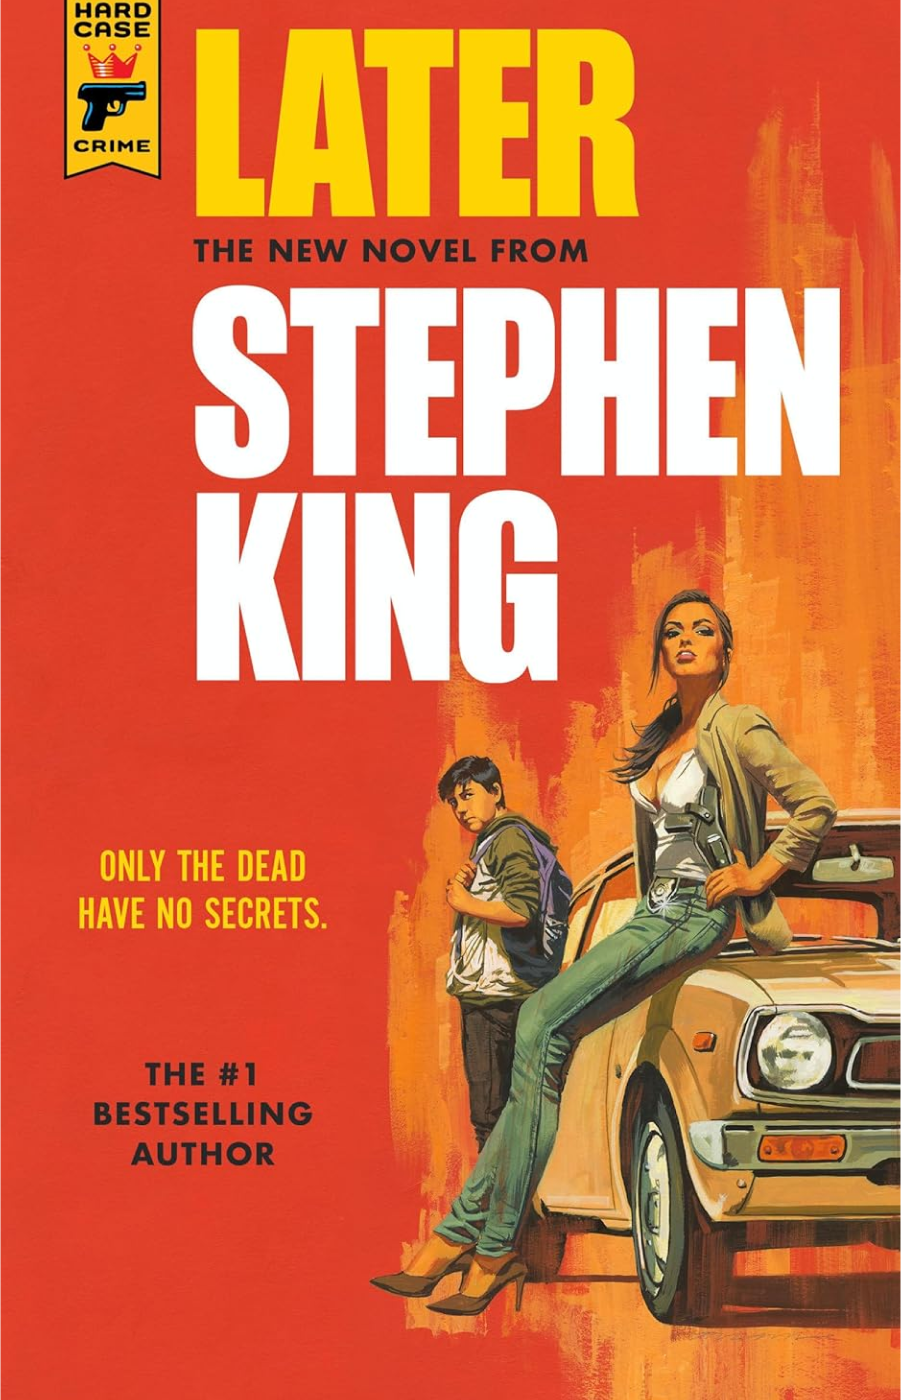 HARD
CASE
CRIME
LATER
THE NEW NOVEL FROM
STEPHEN
KING
ONLY THE DEAD
HAVE NO SECRETS.
THE #1
BESTSELLING
AUTHOR